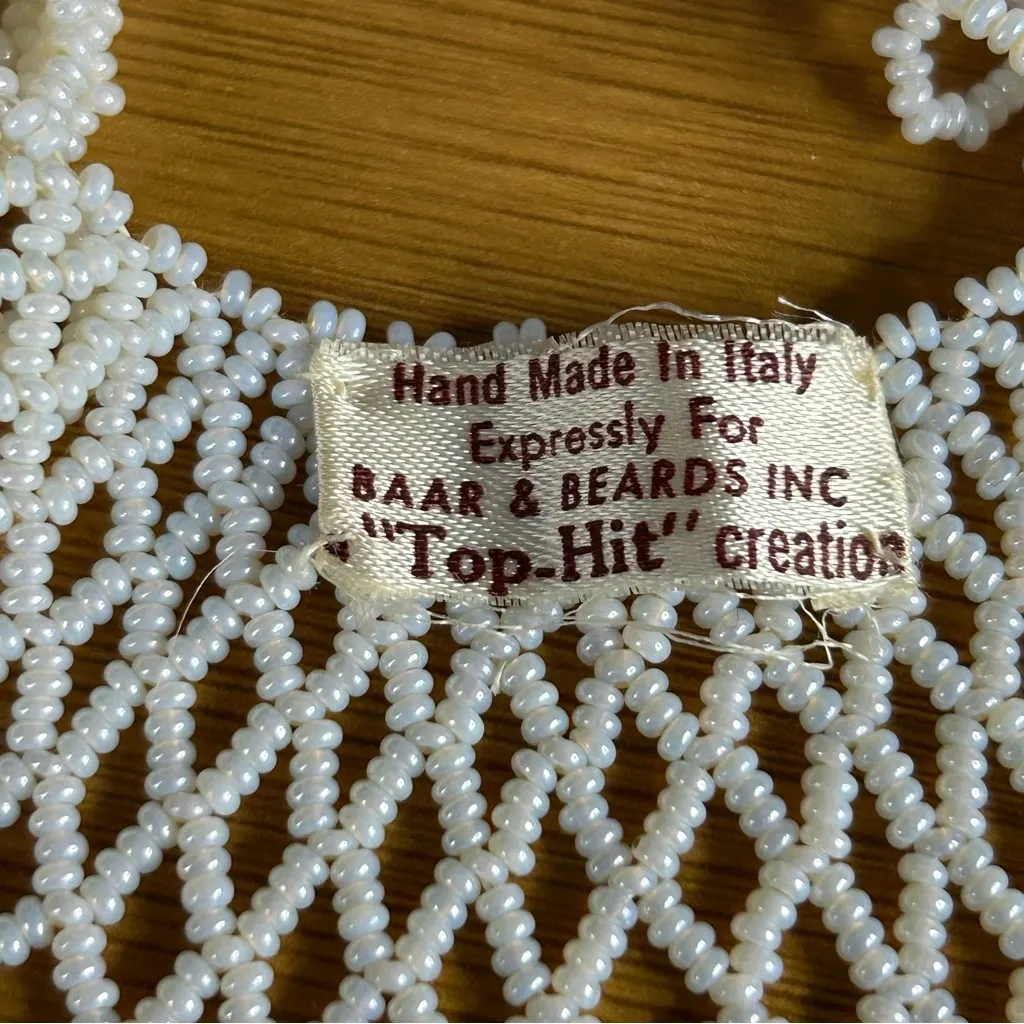 Hand Made In Italy
Expressly For
BAAR & BEARDS INC
"Top-Hit" creation